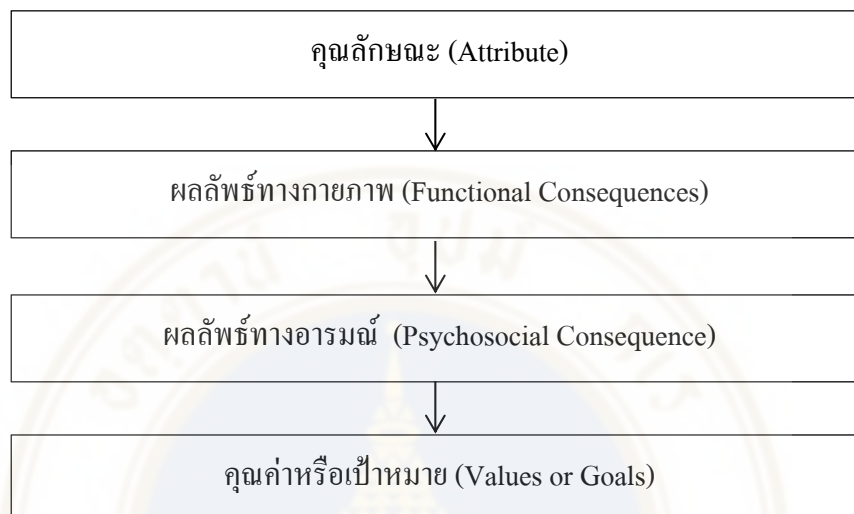 คุณลักษณะ (Attribute)
ผลลัพธ์ทางกายภาพ (Functional Consequences)
ผลลัพธ์ทางอารมณ์ (Psychosocial Consequence)
คุณค่าหรือเป้าหมาย (Values or Goals)